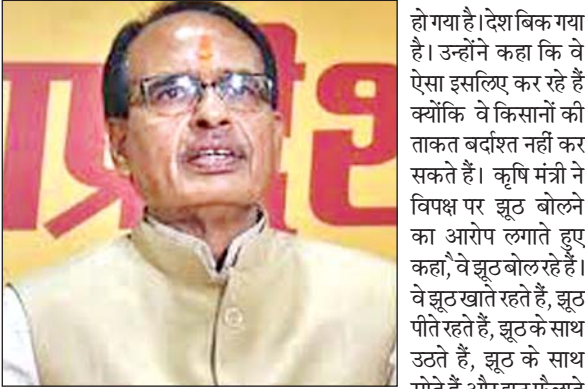 हो गया है। देश बिक गया
है। उन्होंने कहा कि वे
ऐसा इसलिए कर रहे हैं
क्योंकि वे किसानों की
ताकत बर्दाश्त नहीं कर
सकते हैं। कृषि मंत्री ने
विपक्ष पर झूठ बोलने
का आरोप लगाते हुए
कहा, वे झूठ बोल रहे हैं।
वे झूठ खाते रहते हैं, झूठ
पीते रहते हैं, झूठ के साथ
उठते हैं, झूठ के साथ